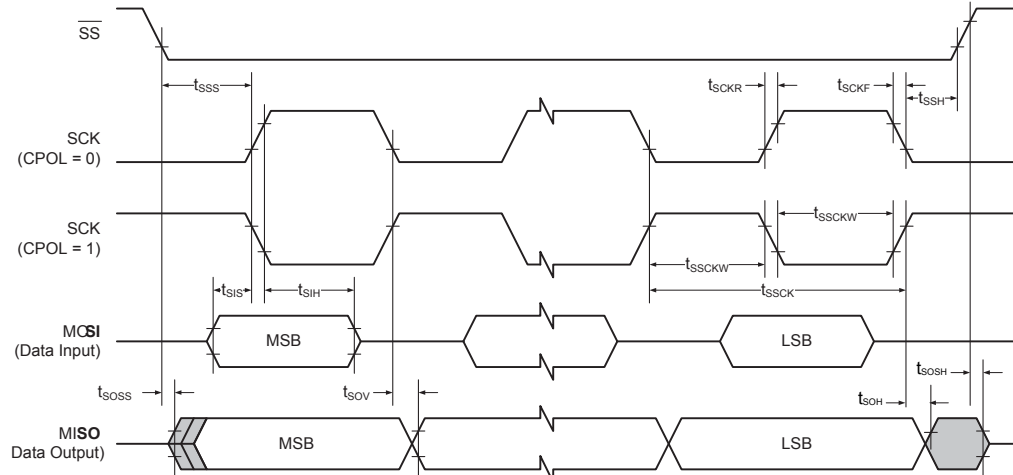 SS
tSSS
tSCKR
tSCKF
tSSH
SCK
(CPOL = 0)
SCK
(CPOL = 1)
tSSCKW
tSSCKW
tSSCK
tSIS
tSIH
MOSI
(Data Input)
MSB
LSB
tSOSS
tSOV
tSOH
tSOSH
MISO
Data Output)
MSB
LSB